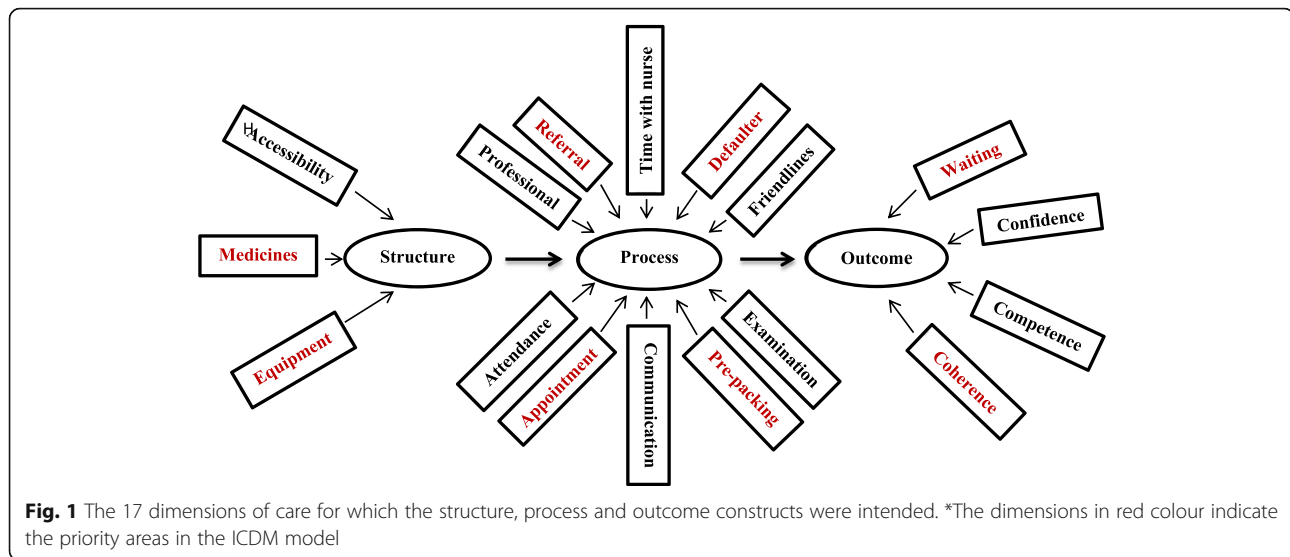 Accessibility
Medicines
Equipment
Structure
Professional
Referral
Time with nurse
Defaulter
Friendlines
Process
Attendance
Appointment
Communication
Pre-packing
Examination
Waiting
Confidence
Outcome
Competence
Coherence
Fig. 1 The 17 dimensions of care for which the structure, process and outcome constructs were intended. *The dimensions in red colour indicate
the priority areas in the ICDM model